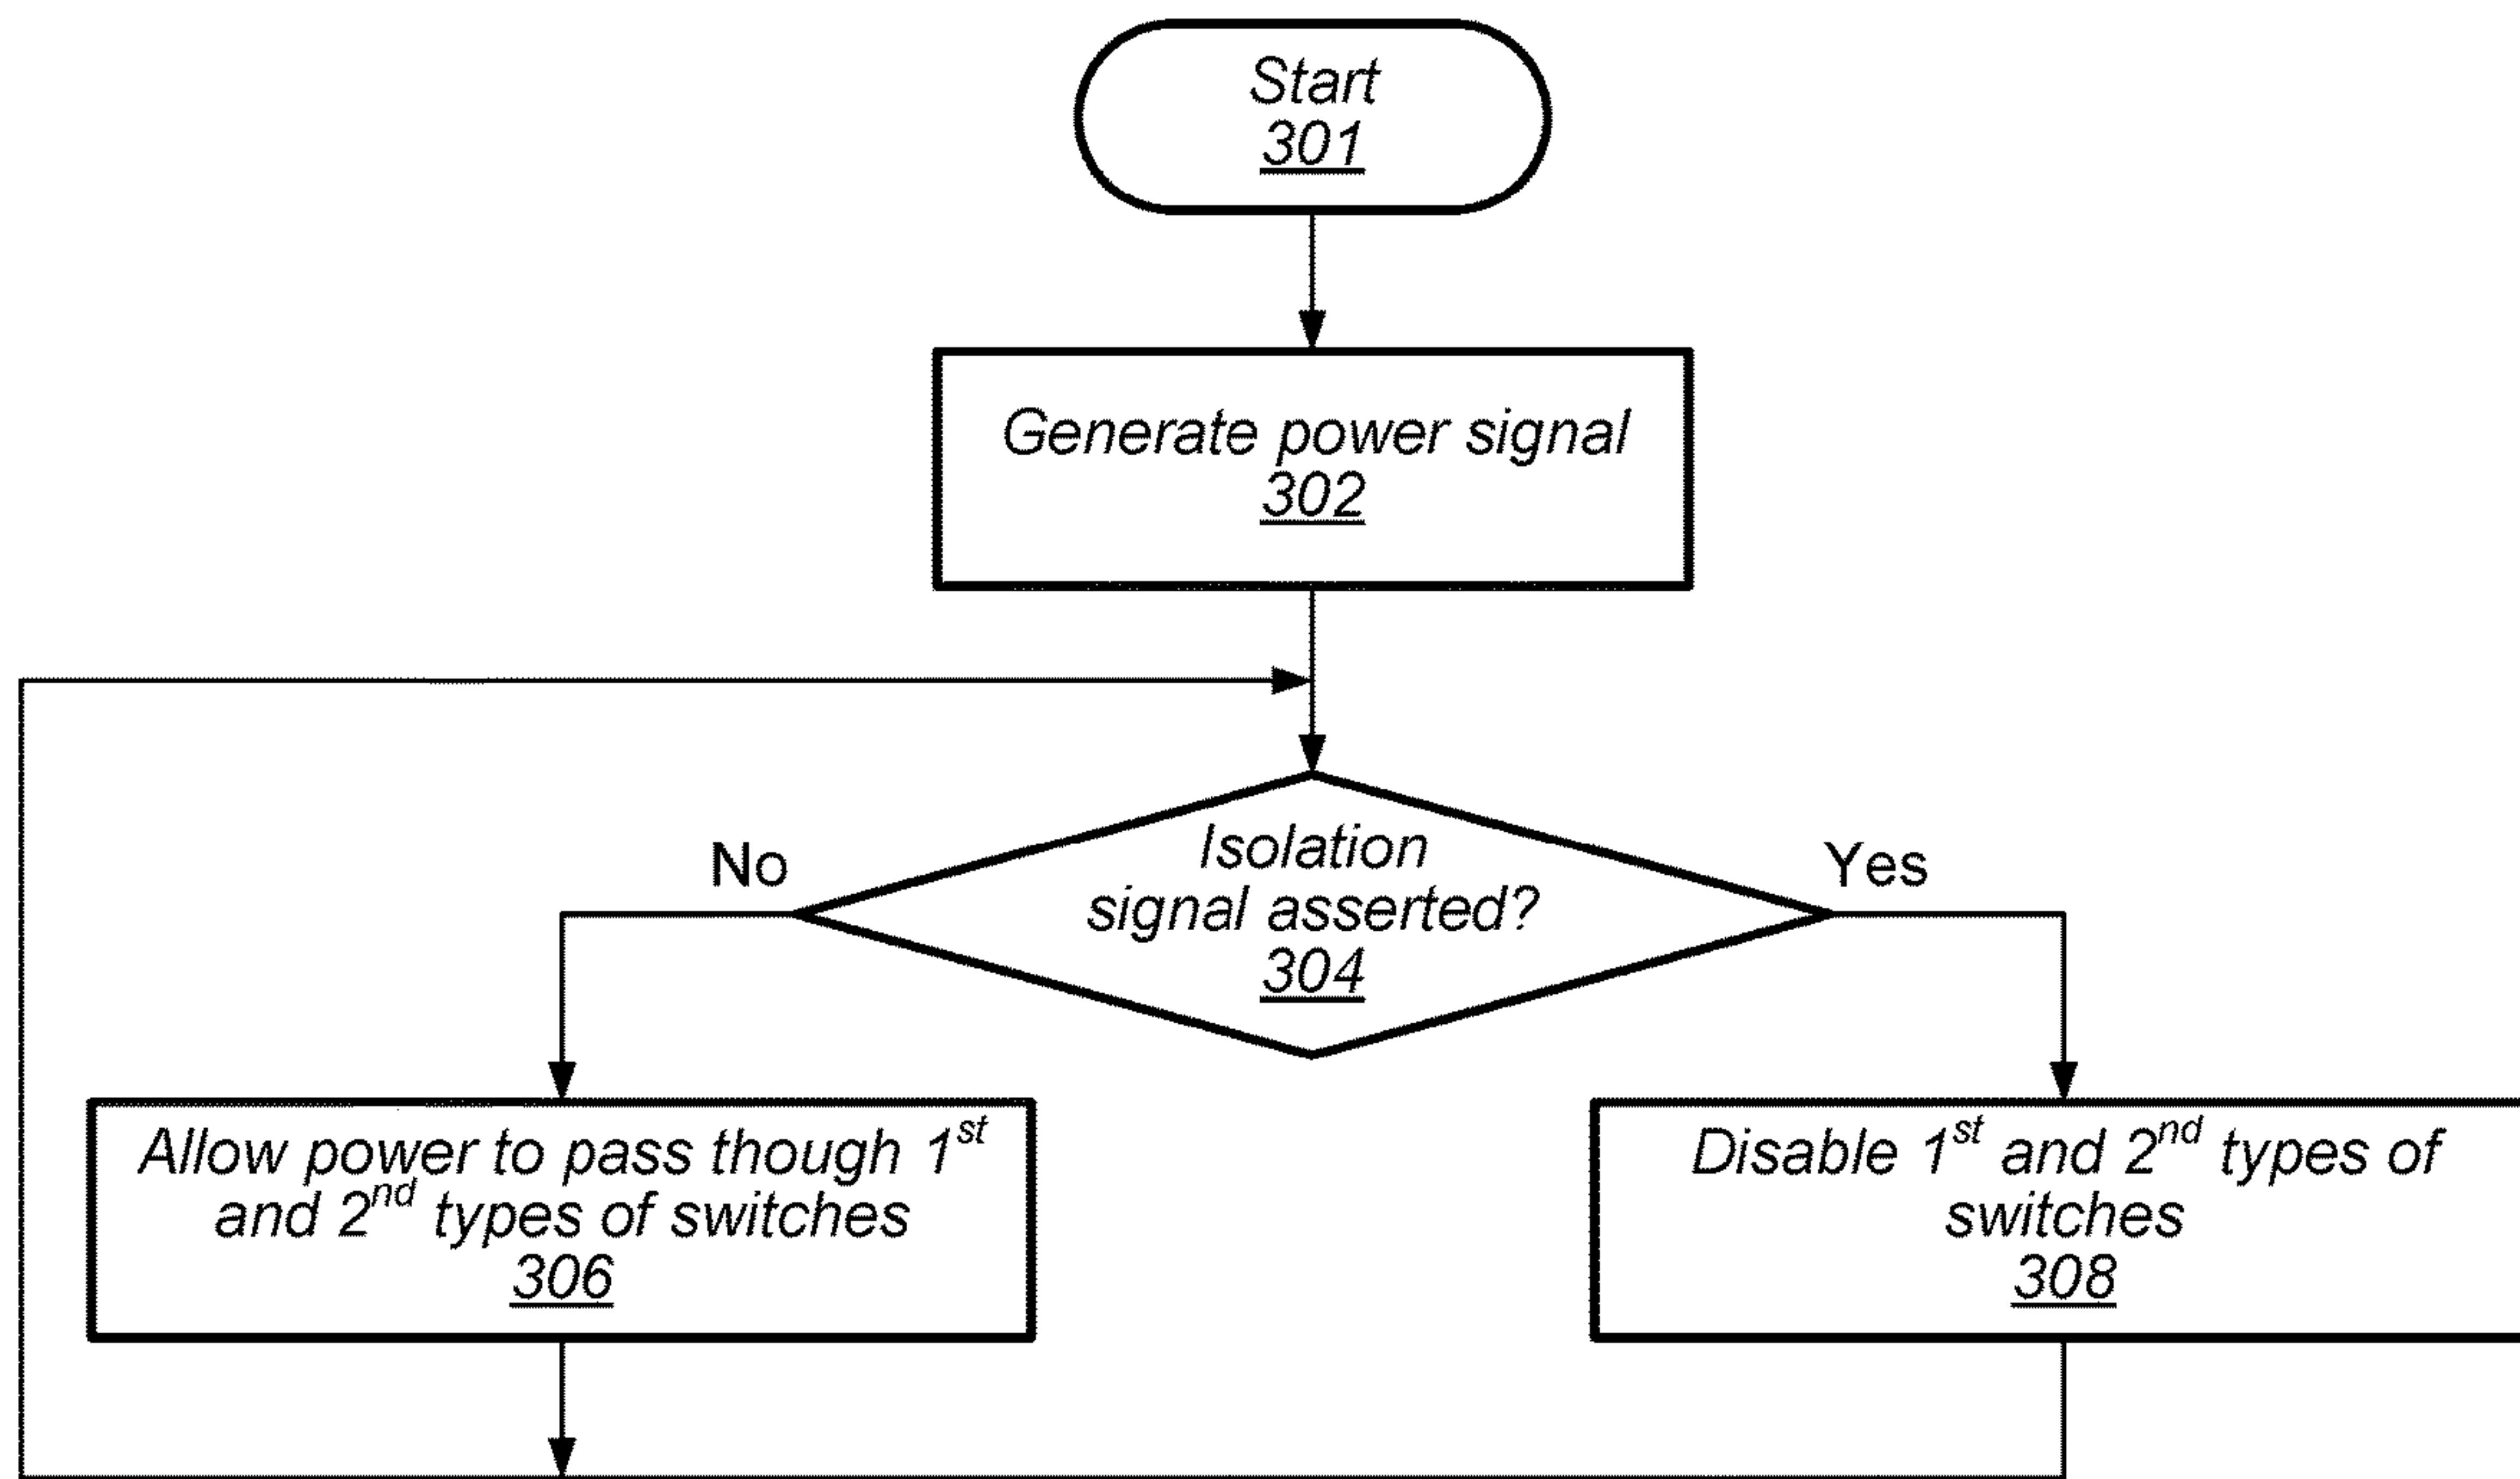 Start
301
Generate power signal
302
No
Isolation
signal asserted?
304
Yes
Allow power to pass though 1st
and 2nd types of switches
306
Disable 1st and 2nd types of
switches
308